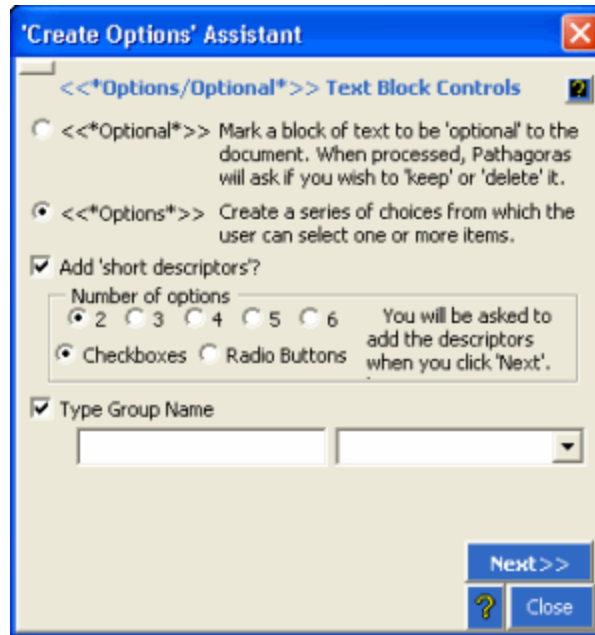 'Create Options' Assistant
<<*Options/Optional*>> Text Block Controls
<<*Optional*>> Mark a block of text to be 'optional' to the
document. When processed, Pathagoras
will ask if you wish to 'keep' or 'delete' it.
<<*Options*>> Create a series of choices from which the
user can select one or more items.
Add 'short descriptors'?
Number of options
2 3 4 5 6
Checkboxes Radio Buttons
You will be asked to
add the descriptors
when you click 'Next'.
Type Group Name
Next>>
? Close